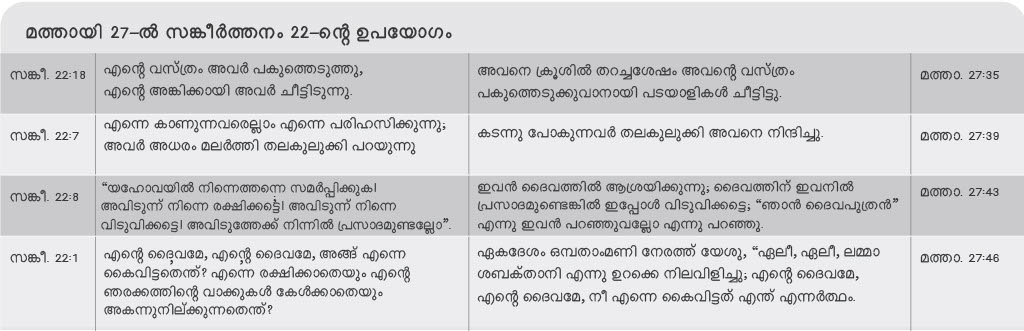 മത്തായി 27–ൽ സങ്കീർത്തനം 22–ന്റെ ഉപയോഗം
സങ്കീ. 22:18
എന്റെ വസ്ത്രം അവർ പകുത്തെടുത്തു,
എന്റെ അങ്കിക്കായി അവർ ചീട്ടിടുന്നു.
അവനെ ക്രൂശിൽ തറച്ചശേഷം അവന്റെ വസ്ത്രം
പകുത്തെടുക്കുവാനായി പടയാളികൾ ചീട്ടിട്ടു.
മത്താ. 27:35
സങ്കീ. 22:7
എന്നെ കാണുന്നവരെല്ലാം എന്നെ പരിഹസിക്കുന്നു;
അവർ അധരം മലർത്തി തലകുലുക്കി പറയുന്നു
കടന്നു പോകുന്നവർ തലകുലുക്കി അവനെ നിന്ദിച്ചു.
മത്താ. 27:39
സങ്കീ. 22:8
“യഹോവയിൽ നിന്നെത്തന്നെ സമർപ്പിക്കുക!
അവിടുന്ന് നിന്നെ രക്ഷിക്കട്ടെ! അവിടുന്ന് നിന്നെ
വിടുവിക്കട്ടെ! അവിടുത്തേക്ക് നിന്നിൽ പ്രസാദമുണ്ടല്ലോ”.
ഇവൻ ദൈവത്തിൽ ആശ്രയിക്കുന്നു; ദൈവത്തിന് ഇവനിൽ
പ്രസാദമുണ്ടെങ്കിൽ ഇപ്പോൾ വിടുവിക്കട്ടെ; “ഞാൻ ദൈവപുത്രൻ”
എന്നു ഇവൻ പറഞ്ഞുവല്ലോ എന്നു പറഞ്ഞു.
മത്താ. 27:43
സങ്കീ. 22:1
എന്റെ ദൈവമേ, എന്റെ ദൈവമേ, അങ്ങ് എന്നെ
കൈവിട്ടതെന്ത്? എന്നെ രക്ഷിക്കാതെയും എന്റെ
ഞരക്കത്തിന്റെ വാക്കുകൾ കേൾക്കാതെയും
അകന്നുനില്ക്കുന്നതെന്ത്?
ഏകദേശം ഒമ്പതാംമണി നേരത്ത് യേശു, “ഏലീ, ഏലീ, ലമ്മാ
ശബക്താനി എന്നു ഉറക്കെ നിലവിളിച്ചു; എന്റെ ദൈവമേ,
എന്റെ ദൈവമേ, നീ എന്നെ കൈവിട്ടത് എന്ത് എന്നർത്ഥം.
മത്താ. 27:46